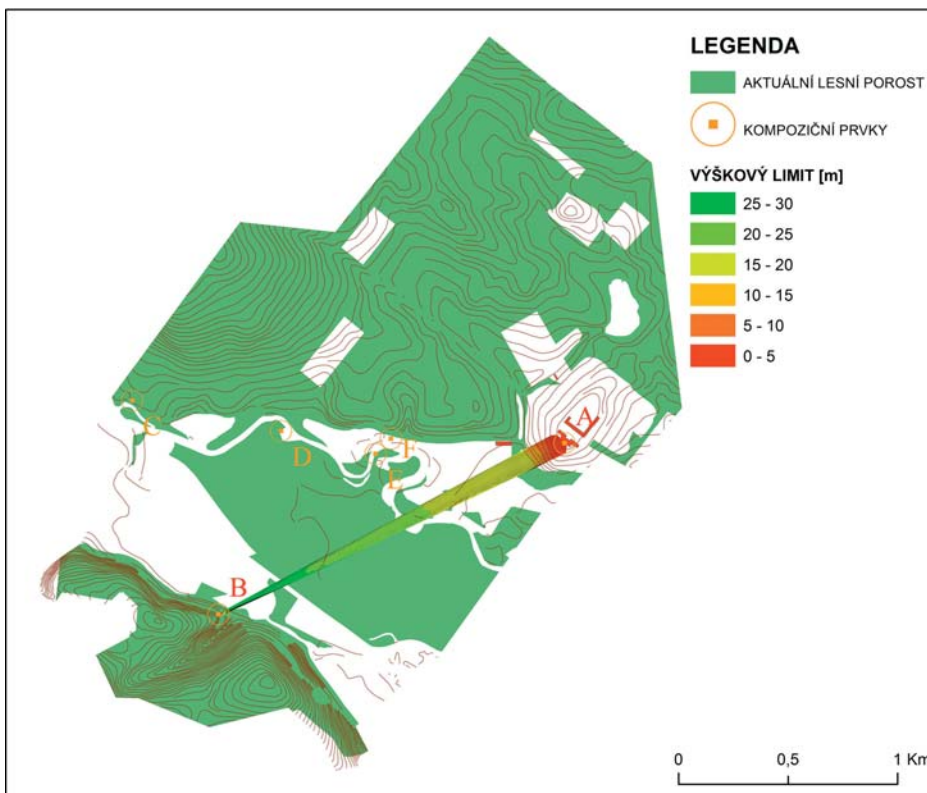 LEGENDA
AKTUÁLNÍ LESNÍ POROST
KOMPOZIČNÍ PRVKY
VÝŠKOVÝ LIMIT [m]
25 - 30
20 - 25
15 - 20
10 - 15
5 - 10
0 - 5
A
C
D
F
E
B
0
0,5
1 Km